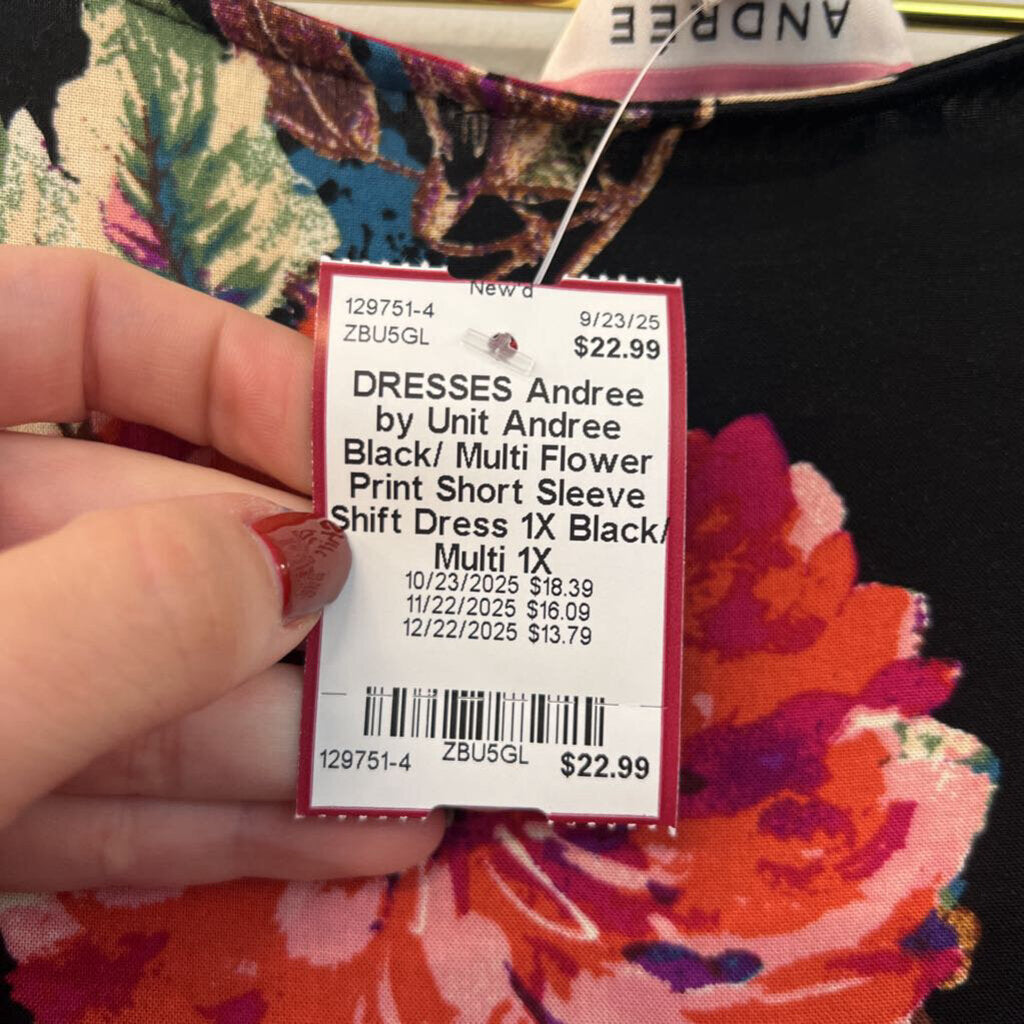 ANDREE
New'd
129751-4 9/23/25
ZBU5GL $22.99
DRESSES Andree
by Unit Andree
Black/ Multi Flower
Print Short Sleeve
Shift Dress 1X Black/
Multi 1X
10/23/2025 $18.39
11/22/2025 $16.09
12/22/2025 $13.79
129751-4 ZBU5GL $22.99